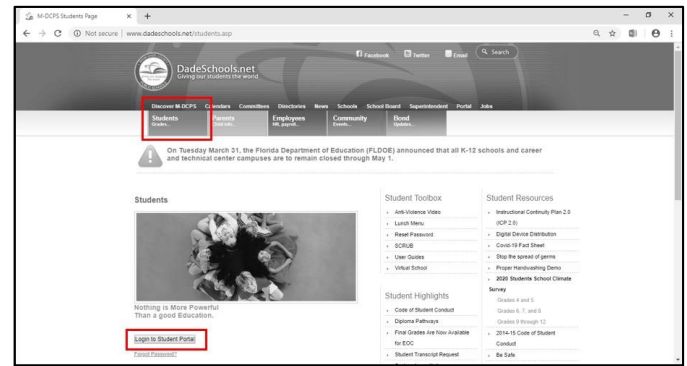 M-DCPS Students Page
Not secure | www.dadeschools.net/students.asp
Facebook Twitter Email Search
DadeSchools.net
Giving our students the world
Discover M-DCPS Calendars Committees Directories News Schools School Board Superintendent Portal Jobs
Students Parents Employees Community Bond
Grades... Child info... HR, payroll... Events... Updates...
On Tuesday March 31, the Florida Department of Education (FLDOE) announced that all K-12 schools and career
and technical center campuses are to remain closed through May 1.
Students
Nothing is More Powerful
Than a good Education.
Login to Student Portal
Forgot Password?
Student Toolbox
Anti-Violence Video
Lunch Menu
Reset Password
SCRUB
User Guides
Virtual School
Student Highlights
Code of Student Conduct
Diploma Pathways
Final Grades Are Now Available
for EOC
Student Transcript Request
Student Resources
Instructional Continuity Plan 2.0
(ICP 2.0)
Digital Device Distribution
Covid-19 Fact Sheet
Stop the spread of germs
Proper Handwashing Demo
2020 Students School Climate
Survey
Grades 4 and 5
Grades 6, 7, and 8
Grades 9 through 12
2014-15 Code of Student
Conduct
Be Safe